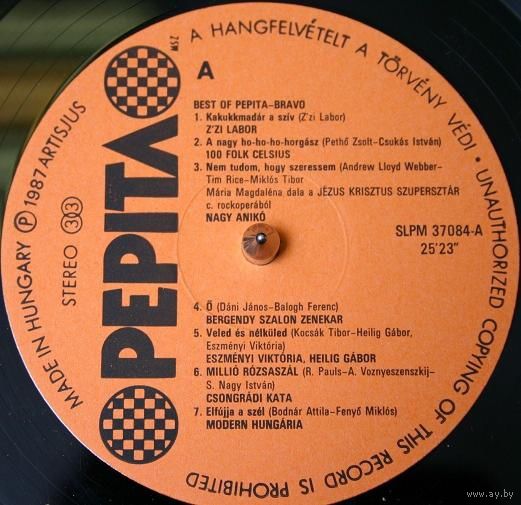 A HANGFELVÉTELT A TÖRVÉNY VÉDI • UNAUTHORIZED COPYING OF THIS RECORD IS PROHIBITED
MADE IN HUNGARY Ⓟ 1987 ARTISJUS
STEREO 33
PEPITA
MSZ
A
BEST OF PEPITA–BRAVO
1. Kakukkmadár a szív (Z'zi Labor)
Z'ZI LABOR
2. A nagy ho-ho-ho-horgász (Pethő Zsolt–Csukás István)
100 FOLK CELSIUS
3. Nem tudom, hogy szeressem (Andrew Lloyd Webber–
Tim Rice–Miklós Tibor)
Mária Magdaléna dala a JÉZUS KRISZTUS SZUPERSZTÁR
c. rockoperából
NAGY ANIKÓ
SLPM 37084-A
25'23"
4. Ő (Dáni János–Balogh Ferenc)
BERGENDY SZALON ZENEKAR
5. Veled és nélküled (Kocsák Tibor–Heilig Gábor,
Eszményi Viktória)
ESZMÉNYI VIKTÓRIA, HEILIG GÁBOR
6. MILLIÓ RÓZSASZÁL (R. Pauls–A. Voznyeszenszkij–
S. Nagy István)
CSONGRÁDI KATA
7. Elfújja a szél (Bodnár Attila–Fenyő Miklós)
MODERN HUNGÁRIA
www.ay.by